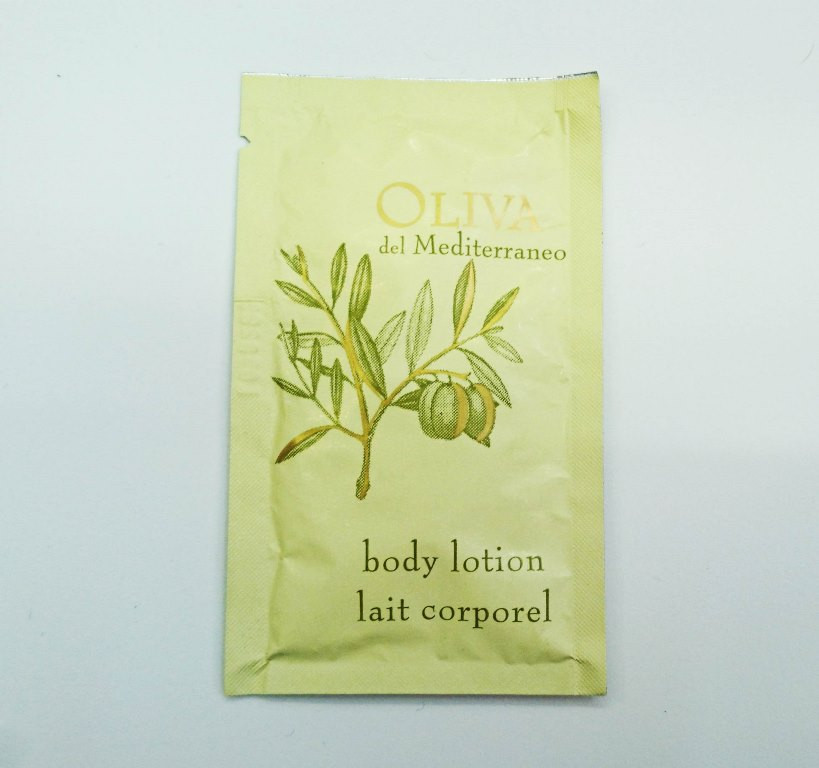 OLIVA
del Mediterraneo
body lotion
lait corporel